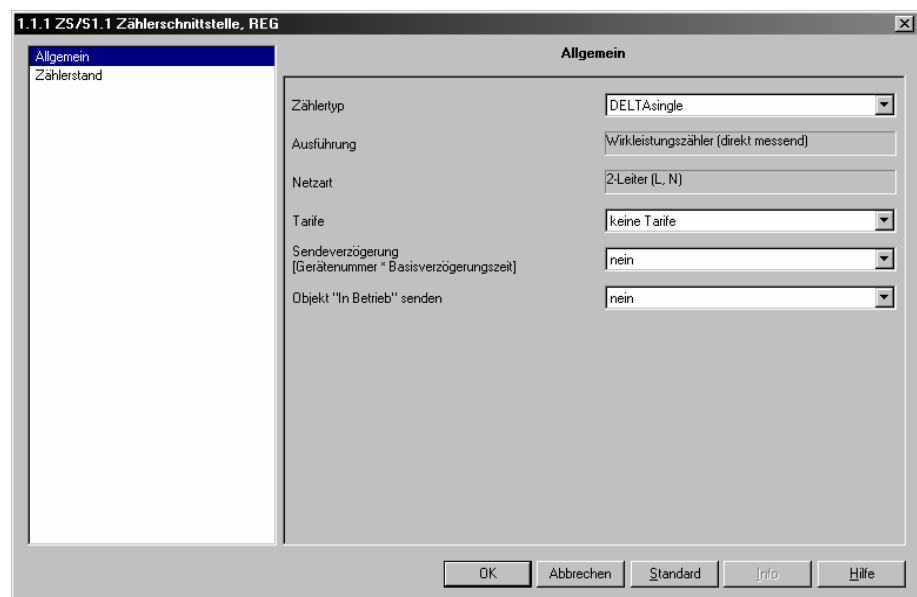 1.1.1 ZS/S1.1 Zählerschnittstelle, REG
Allgemein
Zählerstand
Allgemein
Zählertyp
DELTAsingle
Ausführung
Wirkleistungszähler (direkt messend)
Netzart
2-Leiter (L, N)
Tarife
keine Tarife
Sendeverzögerung
[Gerätenummer * Basisverzögerungszeit]
nein
Objekt "In Betrieb" senden
nein
OK
Abbrechen
Standard
Info
Hilfe